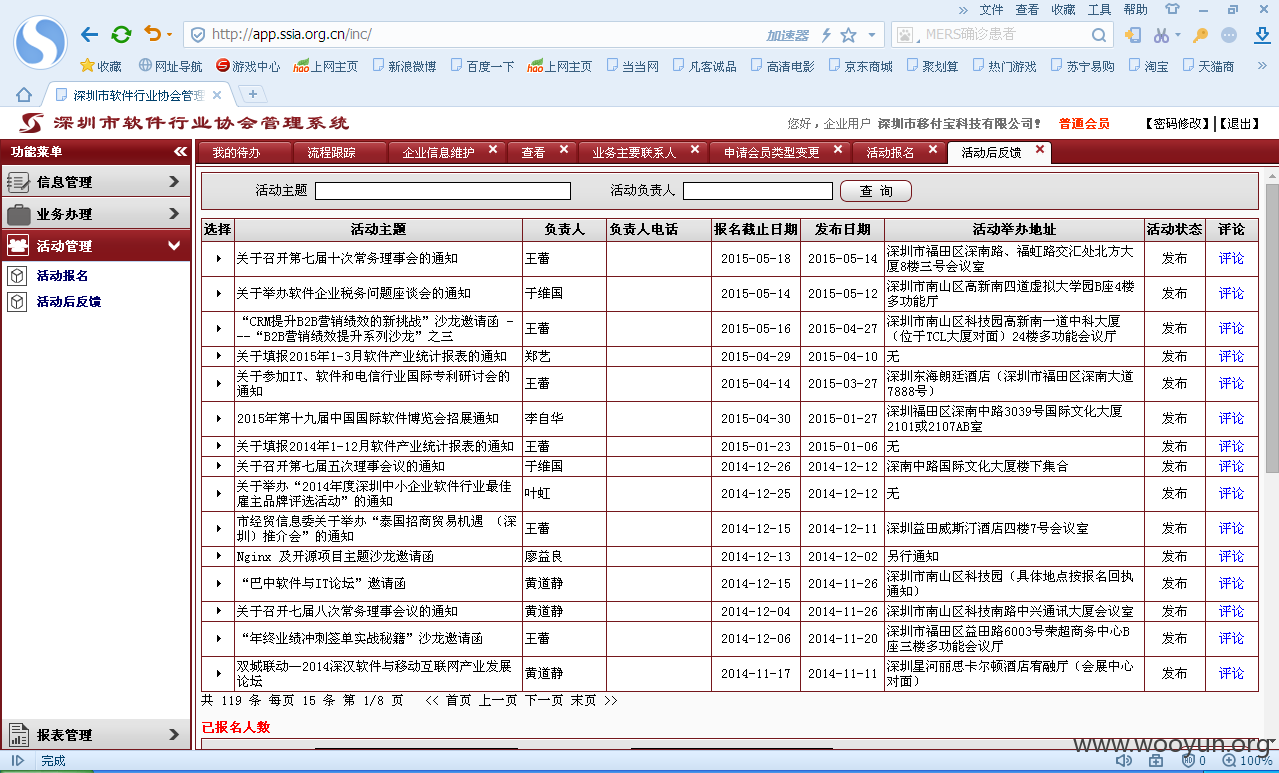 » 文件 查看 收藏 工具 帮助
http://app.ssia.org.cn/inc/ 加速器 MERS确诊患者
收藏 网址导航 游戏中心 hao上网主页 新浪微博 百度一下 hao上网主页 当当网 凡客诚品 高清电影 京东商城 聚划算 热门游戏 苏宁易购 淘宝 天猫商 »
深圳市软件行业协会管理
深圳市软件行业协会管理系统 您好,企业用户 深圳市移付宝科技有限公司! 普通会员 【密码修改】|【退出】
功能菜单 «
我的待办 流程跟踪 企业信息维护 查看 业务主要联系人 申请会员类型变更 活动报名 活动后反馈
信息管理
业务办理
活动管理
活动报名
活动后反馈
报表管理
活动主题 活动负责人 查 询
选择 活动主题 负责人 负责人电话 报名截止日期 发布日期 活动举办地址 活动状态 评论
关于召开第七届十次常务理事会的通知 王蕾 2015-05-18 2015-05-14 深圳市福田区深南路、福虹路交汇处北方大
厦8楼三号会议室 发布 评论
关于举办软件企业税务问题座谈会的通知 于维国 2015-05-14 2015-05-12 深圳市南山区高新南四道虚拟大学园B座4楼
多功能厅 发布 评论
“CRM提升B2B营销绩效的新挑战”沙龙邀请函 -
---“B2B营销绩效提升系列沙龙”之三 王蕾 2015-05-16 2015-04-27 深圳市南山区科技园高新南一道中科大厦
(位于TCL大厦对面)24楼多功能会议厅 发布 评论
关于填报2015年1-3月软件产业统计报表的通知 郑艺 2015-04-29 2015-04-10 无 发布 评论
关于参加IT、软件和电信行业国际专利研讨会的
通知 王蕾 2015-04-14 2015-03-27 深圳东海朗廷酒店(深圳市福田区深南大道
7888号) 发布 评论
2015年第十九届中国国际软件博览会招展通知 李自华 2015-04-30 2015-01-27 深圳福田区深南中路3039号国际文化大厦
2101或2107AB室 发布 评论
关于填报2014年1-12月软件产业统计报表的通知 王蕾 2015-01-23 2015-01-06 无 发布 评论
关于召开第七届五次理事会议的通知 于维国 2014-12-26 2014-12-12 深南中路国际文化大厦楼下集合 发布 评论
关于举办“2014年度深圳中小企业软件行业最佳
雇主品牌评选活动”的通知 叶虹 2014-12-25 2014-12-12 无 发布 评论
市经贸信息委关于举办“泰国招商贸易机遇 (深
圳)推介会”的通知 王蕾 2014-12-15 2014-12-11 深圳益田威斯汀酒店四楼7号会议室 发布 评论
Nginx 及开源项目主题沙龙邀请函 廖益良 2014-12-13 2014-12-02 另行通知 发布 评论
“巴中软件与IT论坛”邀请函 黄道静 2014-12-15 2014-11-26 深圳市南山区科技园(具体地点按报名回执
通知) 发布 评论
关于召开七届八次常务理事会议的通知 黄道静 2014-12-04 2014-11-26 深圳市南山区科技南路中兴通讯大厦会议室 发布 评论
“年终业绩冲刺签单实战秘籍”沙龙邀请函 王蕾 2014-12-06 2014-11-20 深圳市福田区益田路6003号荣超商务中心B
座三楼多功能会议厅 发布 评论
双城联动—2014深汉软件与移动互联网产业发展
论坛 黄道静 2014-11-17 2014-11-11 深圳星河丽思卡尔顿酒店宥融厅(会展中心
对面) 发布 评论
共 119 条 每页 15 条 第 1/8 页 << 首页 上一页 下一页 末页 >>
已报名人数
www.wooyun.org
完成 0 100%